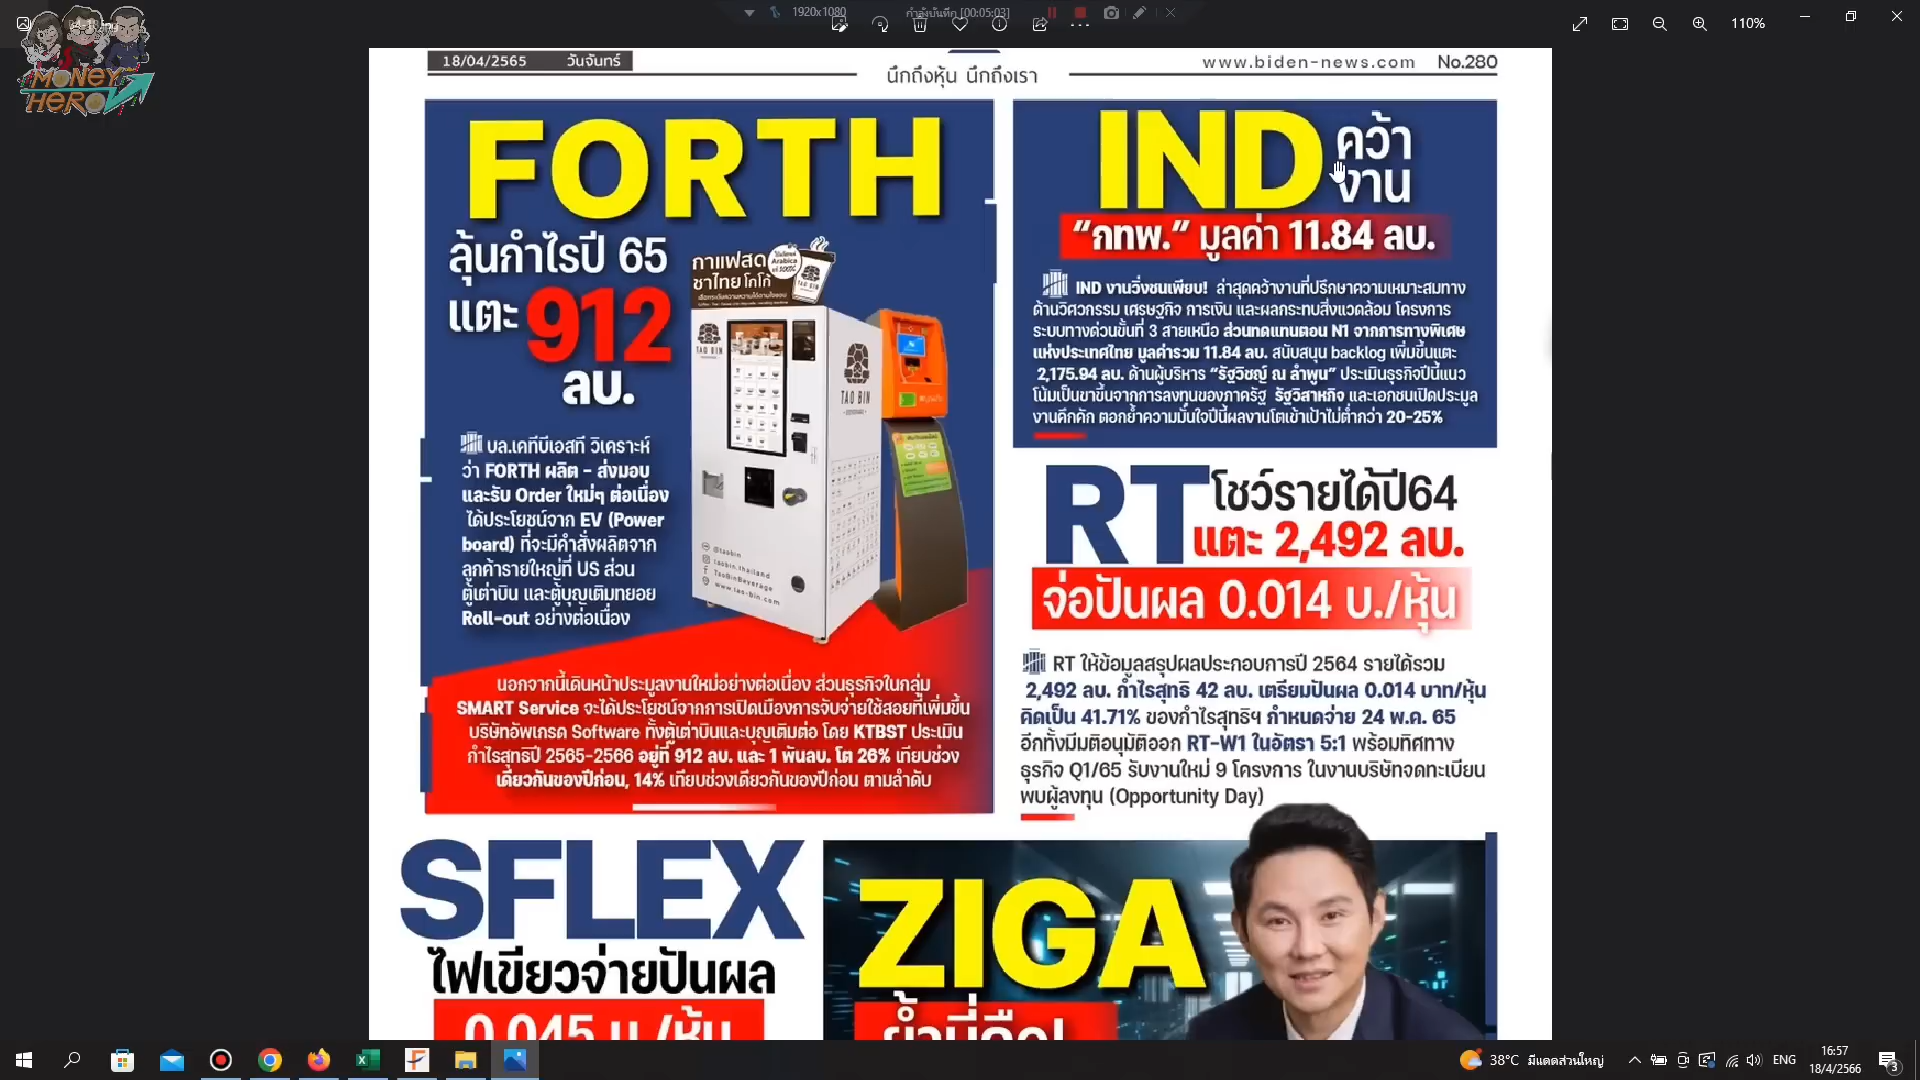 1920x1080
กำลังบันทึก [00:05:03]
110%
MONEY
HERO
18/04/2565 วันจันทร์
นึกถึงหุ้น นึกถึงเรา
www.biden-news.com No.280
FORTH
ลุ้นกำไรปี 65
แตะ 912
ลบ.
กาแฟสด
ชาไทย โกโก้
Arabica
TAO BIN
TAO BIN
บล.เคทีบีเอสที วิเคราะห์
ว่า FORTH ผลิต - ส่งมอบ
และรับ Order ใหม่ๆ ต่อเนื่อง
ได้ประโยชน์จาก EV (Power
board) ที่จะมีคำสั่งผลิตจาก
ลูกค้ารายใหญ่ที่ US ส่วน
ตู้เต่าบิน และตู้บุญเติมทยอย
Roll-out อย่างต่อเนื่อง
@taobin
taobin.thailand
TaoBinBeverage
www.tao-bin.com
นอกจากนี้เดินหน้าประมูลงานใหม่อย่างต่อเนื่อง ส่วนธุรกิจในกลุ่ม
SMART Service จะได้ประโยชน์จากการเปิดเมืองการจับจ่ายใช้สอยที่เพิ่มขึ้น
บริษัทอัพเกรด Software ทั้งตู้เต่าบินและบุญเติมต่อ โดย KTBST ประเมิน
กำไรสุทธิปี 2565-2566 อยู่ที่ 912 ลบ. และ 1 พันลบ. โต 26% เทียบช่วง
เดียวกันของปีก่อน, 14% เทียบช่วงเดียวกันของปีก่อน ตามลำดับ
IND คว้า
งาน
“กทพ.” มูลค่า 11.84 ลบ.
IND งานวิ่งชนเพียบ! ล่าสุดคว้างานที่ปรึกษาความเหมาะสมทาง
ด้านวิศวกรรม เศรษฐกิจ การเงิน และผลกระทบสิ่งแวดล้อม โครงการ
ระบบทางด่วนขั้นที่ 3 สายเหนือ ส่วนทดแทนตอน N1 จากการทางพิเศษ
แห่งประเทศไทย มูลค่ารวม 11.84 ลบ. สนับสนุน backlog เพิ่มขึ้นแตะ
2,175.94 ลบ. ด้านผู้บริหาร “รัฐวิชญ์ ณ ลำพูน” ประเมินธุรกิจปีนี้แนว
โน้มเป็นขาขึ้นจากการลงทุนของภาครัฐ รัฐวิสาหกิจ และเอกชนเปิดประมูล
งานคึกคัก ตอกย้ำความมั่นใจปีนี้ผลงานโตเข้าเป้าไม่ต่ำกว่า 20-25%
RT โชว์รายได้ปี64
แตะ 2,492 ลบ.
จ่อปันผล 0.014 บ./หุ้น
RT ให้ข้อมูลสรุปผลประกอบการปี 2564 รายได้รวม
2,492 ลบ. กำไรสุทธิ 42 ลบ. เตรียมปันผล 0.014 บาท/หุ้น
คิดเป็น 41.71% ของกำไรสุทธิฯ กำหนดจ่าย 24 พ.ค. 65
อีกทั้งมีมติอนุมัติออก RT-W1 ในอัตรา 5:1 พร้อมทิศทาง
ธุรกิจ Q1/65 รับงานใหม่ 9 โครงการ ในงานบริษัทจดทะเบียน
พบผู้ลงทุน (Opportunity Day)
SFLEX
ไฟเขียวจ่ายปันผล
0.045 บ./หุ้น
ZIGA
38°C มีแดดส่วนใหญ่
ENG
16:57
18/4/2566
3